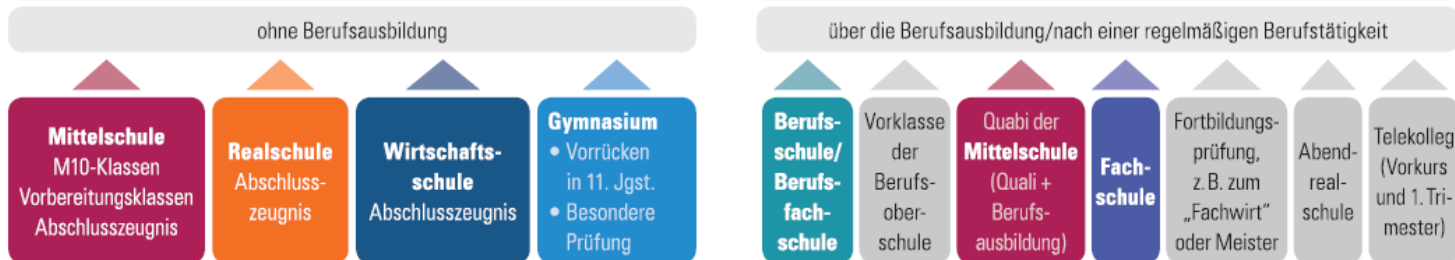 ohne Berufsausbildung
Mittelschule
M10-Klassen
Vorbereitungsklassen
Abschlusszeugnis
Realschule
Abschluss-
zeugnis
Wirtschafts-
schule
Abschlusszeugnis
Gymnasium
• Vorrücken
in 11. Jgst.
• Besondere
Prüfung
über die Berufsausbildung/nach einer regelmäßigen Berufstätigkeit
Berufs-
schule/
Berufs-
fach-
schule
Vorklasse
der
Berufs-
ober-
schule
Quabi der
Mittelschule
(Quali +
Berufs-
ausbildung)
Fach-
schule
Fortbildungs-
prüfung,
z. B. zum
„Fachwirt“
oder Meister
Abend-
real-
schule
Telekolleg
(Vorkurs
und 1. Tri-
mester)